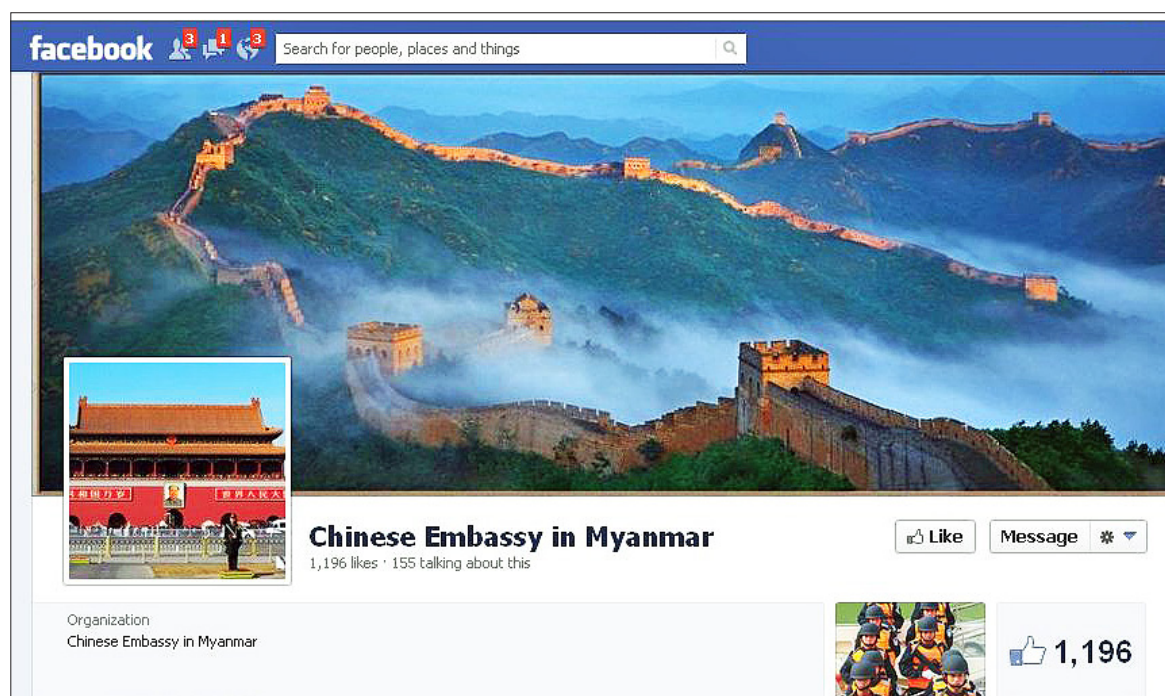 facebook
3
1
3
Search for people, places and things
Chinese Embassy in Myanmar
1,196 likes · 155 talking about this
Like
Message
Organization
Chinese Embassy in Myanmar
1,196